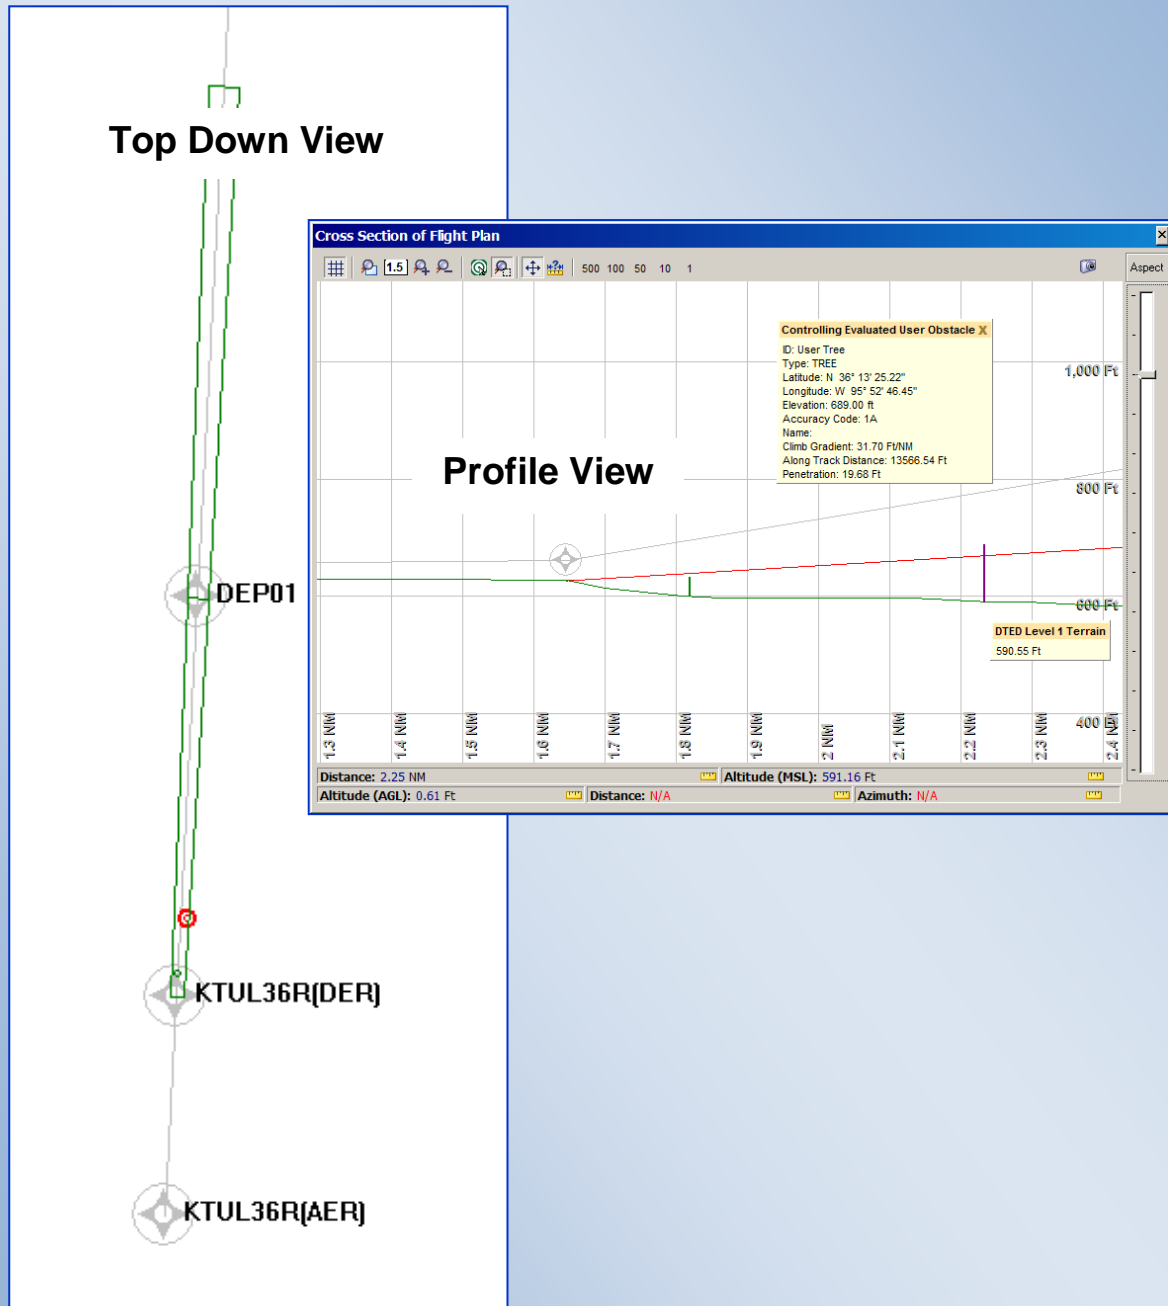 Top Down View
Cross Section of Flight Plan
1.5
500 100 50 10 1
Aspect
Controlling Evaluated User Obstacle X
ID: User Tree
Type: TREE
Latitude: N 36° 13' 25.22"
Longitude: W 95° 52' 46.45"
Elevation: 689.00 ft
Accuracy Code: 1A
Name:
Climb Gradient: 31.70 Ft/NM
Along Track Distance: 13566.54 Ft
Penetration: 19.68 Ft
1,000 Ft
Profile View
800 Ft
600 Ft
DTED Level 1 Terrain
590.55 Ft
400 Ft
1.3 NM
1.4 NM
1.5 NM
1.6 NM
1.7 NM
1.8 NM
1.9 NM
2 NM
2.1 NM
2.2 NM
2.3 NM
2.4 NM
Distance: 2.25 NM
Altitude (MSL): 591.16 Ft
Altitude (AGL): 0.61 Ft
Distance: N/A
Azimuth: N/A
DEP01
KTUL36R(DER)
KTUL36R(AER)